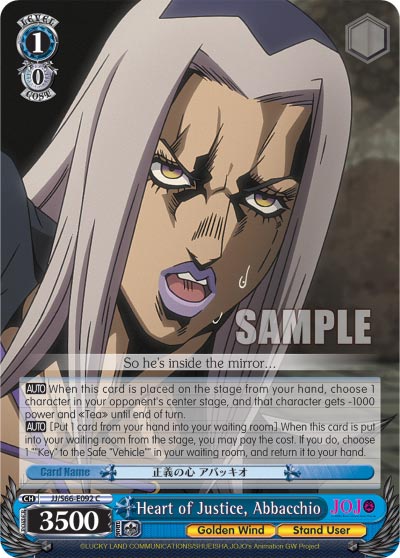 LEVEL
1
0
COST
SAMPLE
So he's inside the mirror...
AUTO When this card is placed on the stage from your hand, choose 1
character in your opponent's center stage, and that character gets -1000
power and «Tea» until end of turn.
AUTO [Put 1 card from your hand into your waiting room] When this card is put
into your waiting room from the stage, you may pay the cost. If you do, choose
1 ""Key" to the Safe "Vehicle"" in your waiting room, and return it to your hand.
Card Name 正義の心 アバッキオ
CH JJ/S66-E092 C
POWER 3500
Heart of Justice, Abbacchio JOJO
Golden Wind Stand User
©LUCKY LAND COMMUNICATIONS/SHUEISHA,JOJO's Animation GW Project